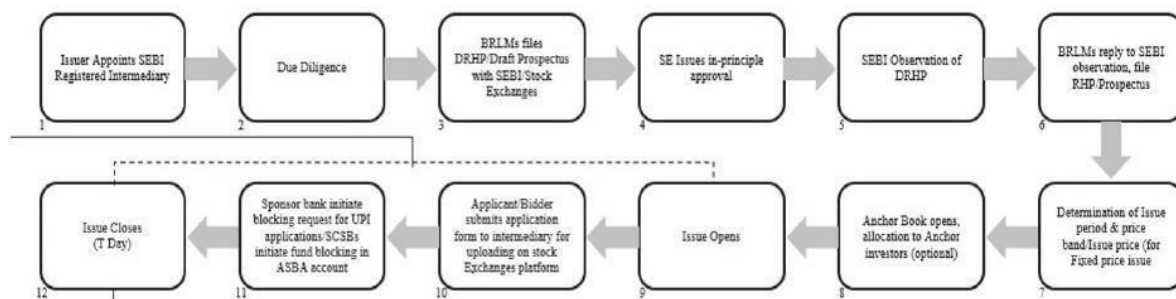 Issuer Appoints SEBI
Registered Intermediary
1
Due Diligence
2
BRLMs files
DRHP/Draft Prospectus
with SEBI/Stock
Exchanges
3
SE Issues in-principle
approval
4
SEBI Observation of
DRHP
5
BRLMs reply to SEBI
observation, file
RHP/Prospectus
6
Determination of Issue
period & price
band/Issue price (for
Fixed price issue
7
Anchor Book opens,
allocation to Anchor
investors (optional)
8
Issue Opens
9
Applicant/Bidder
submits application
form to intermediary for
uploading on stock
Exchanges platform
10
Sponsor bank initiate
blocking request for UPI
applications/SCSBs
initiate fund blocking in
ASBA account
11
Issue Closes
(T Day)
12